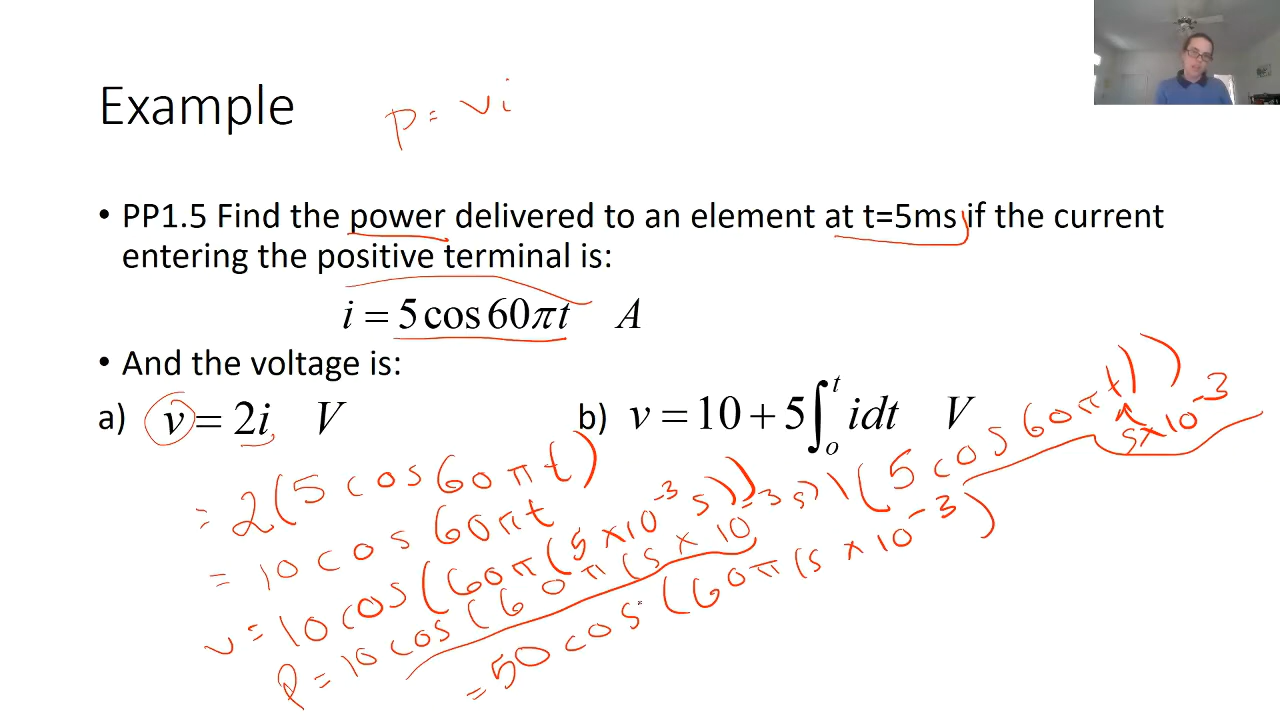 Example
p = vi
• PP1.5 Find the power delivered to an element at t=5ms if the current
entering the positive terminal is:
i = 5 cos 60πt A
• And the voltage is:
a) v = 2i V
b) v = 10 + 5∫₀ᵗ idt V
= 2(5 cos 60πt)
= 10 cos 60πt
v = 10 cos(60π(5×10⁻³ s))
p = 10 cos(60π(5×10⁻³ s))(5 cos 60πt))
5×10⁻³
= 50 cos(60π(5×10⁻³)